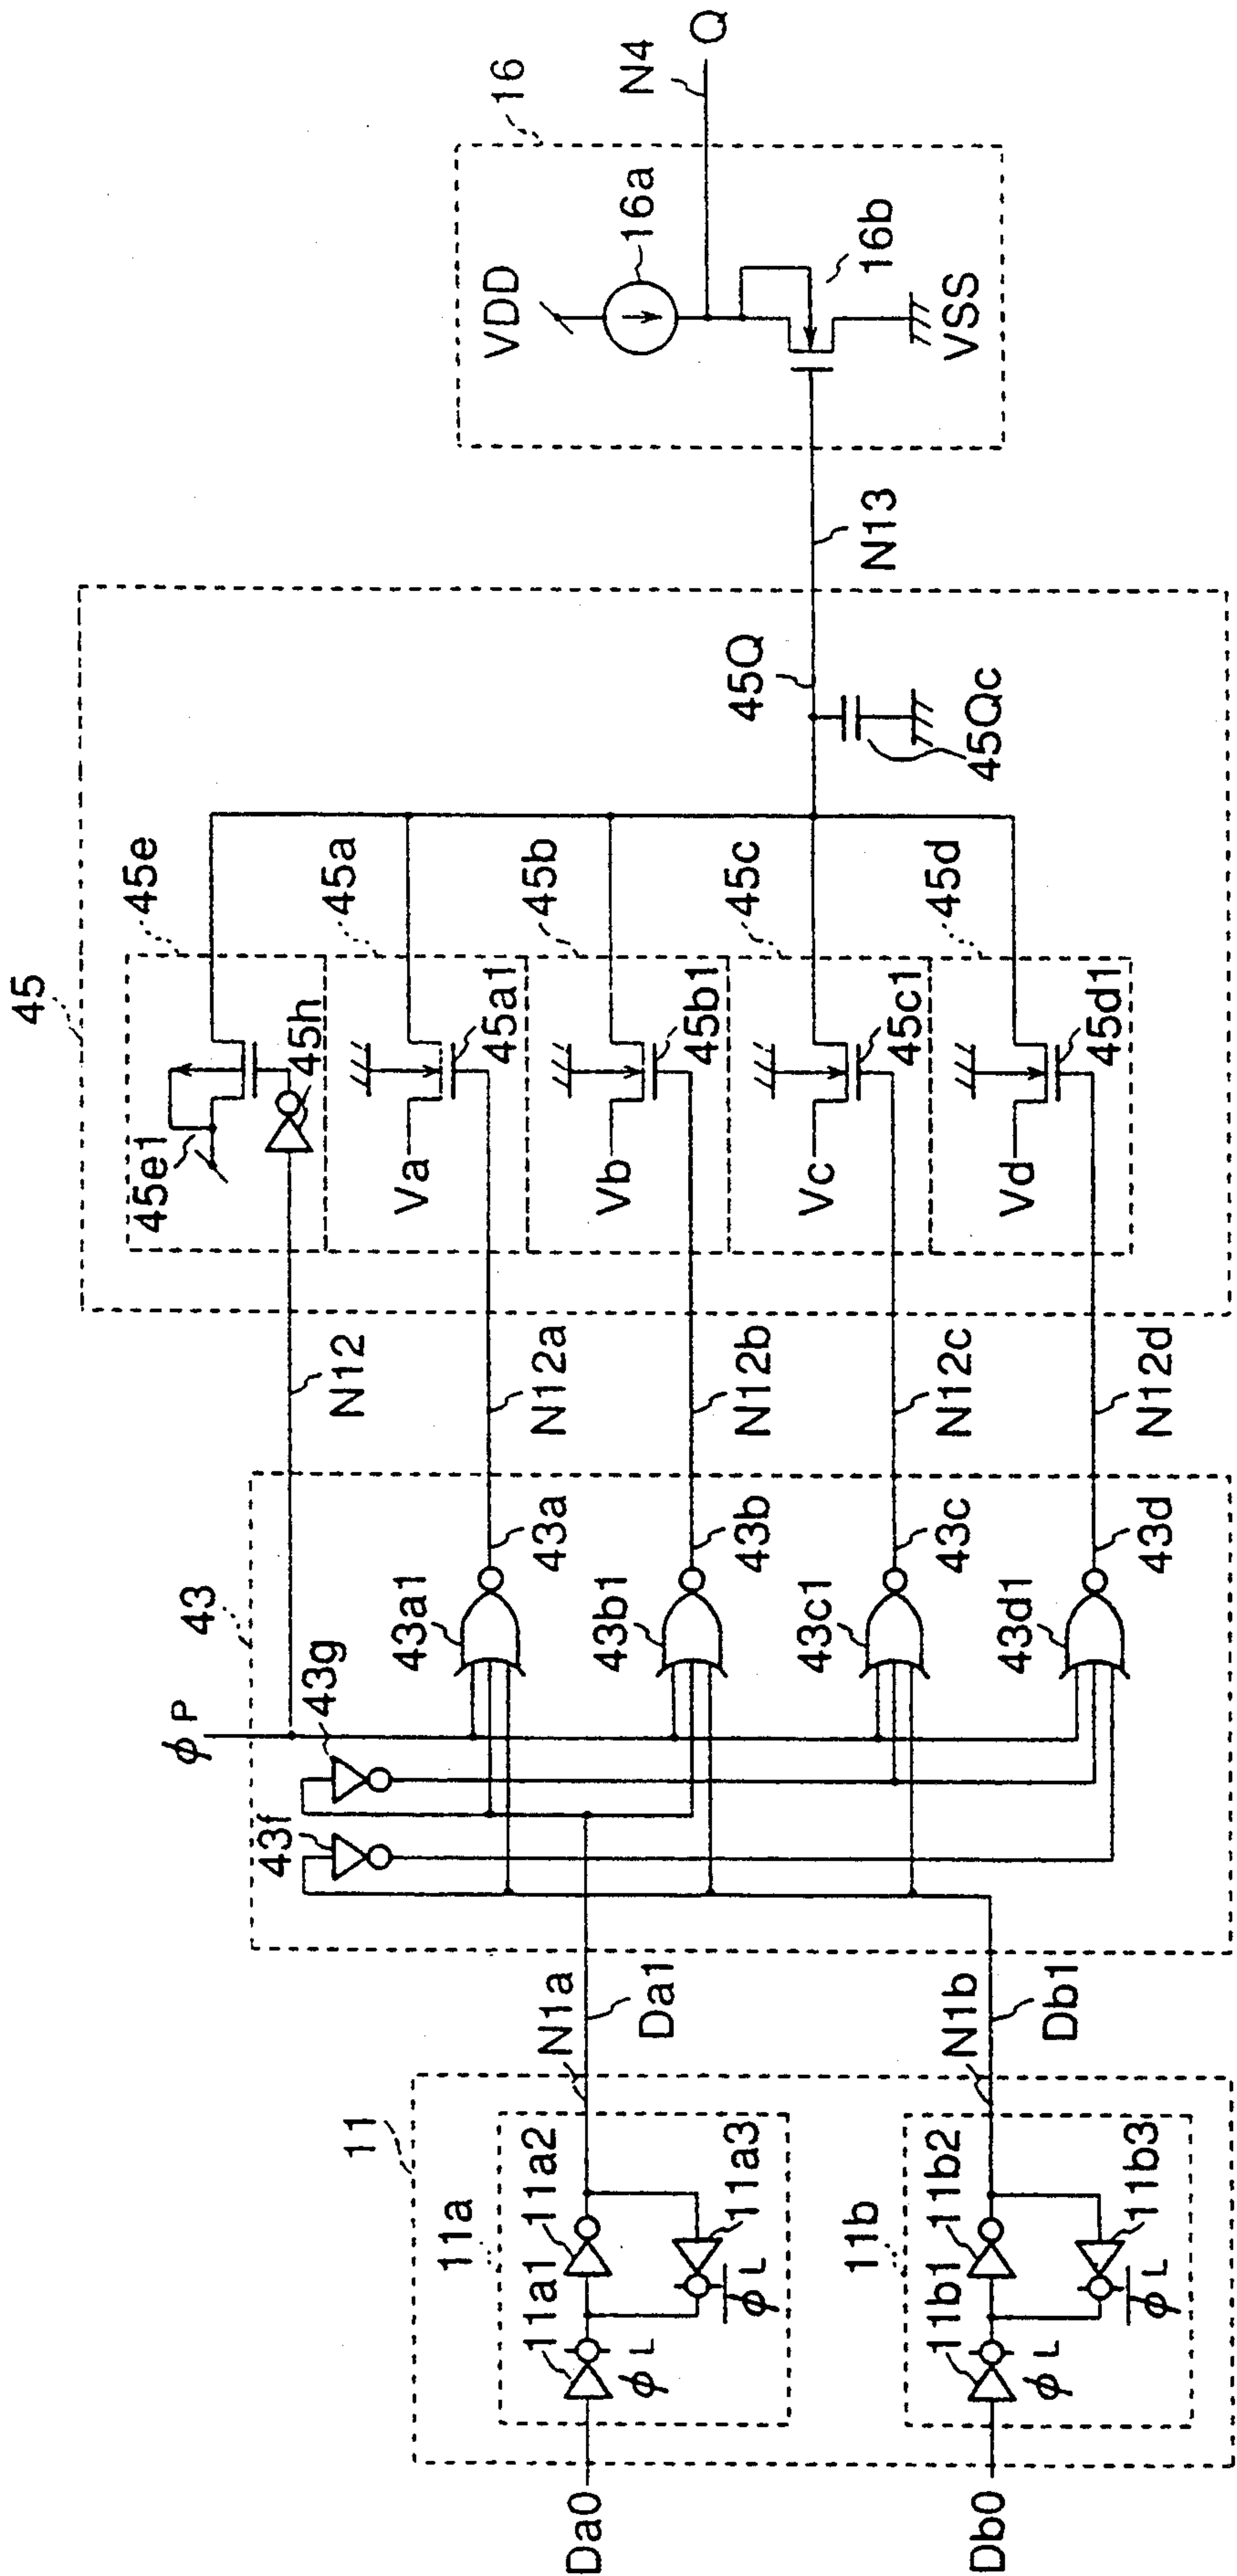 Da0
Db0
11
11a
11a1
11a2
11a3
φL
φL
11b
11b1
11b2
11b3
φL
φL
N1a
Da1
N1b
Db1
43
φP
43f
43g
43a1
43a
43b1
43b
43c1
43c
43d1
43d
N12
N12a
N12b
N12c
N12d
45
45e
45e1
45h
45a
Va
45a1
45b
Vb
45b1
45c
Vc
45c1
45d
Vd
45d1
45Q
45Qc
N13
16
VDD
16a
16b
VSS
N4
Q